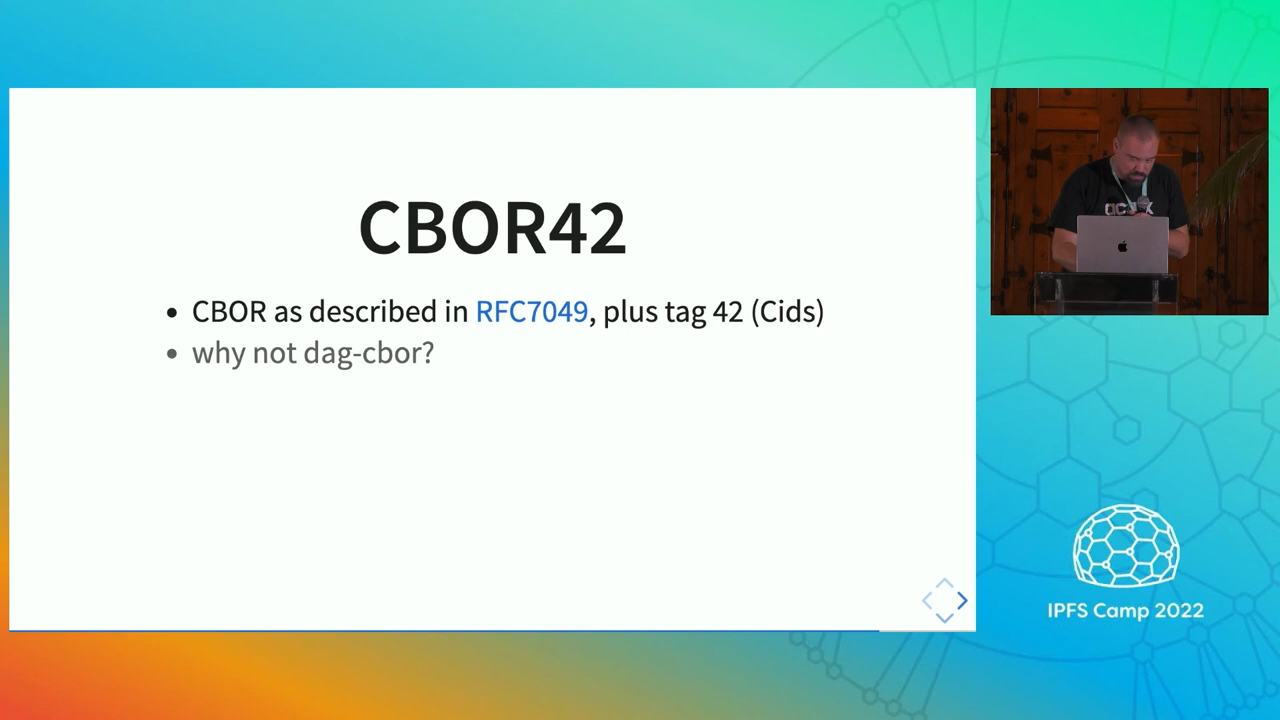 CBOR42
• CBOR as described in RFC7049, plus tag 42 (Cids)
• why not dag-cbor?
IPFS Camp 2022